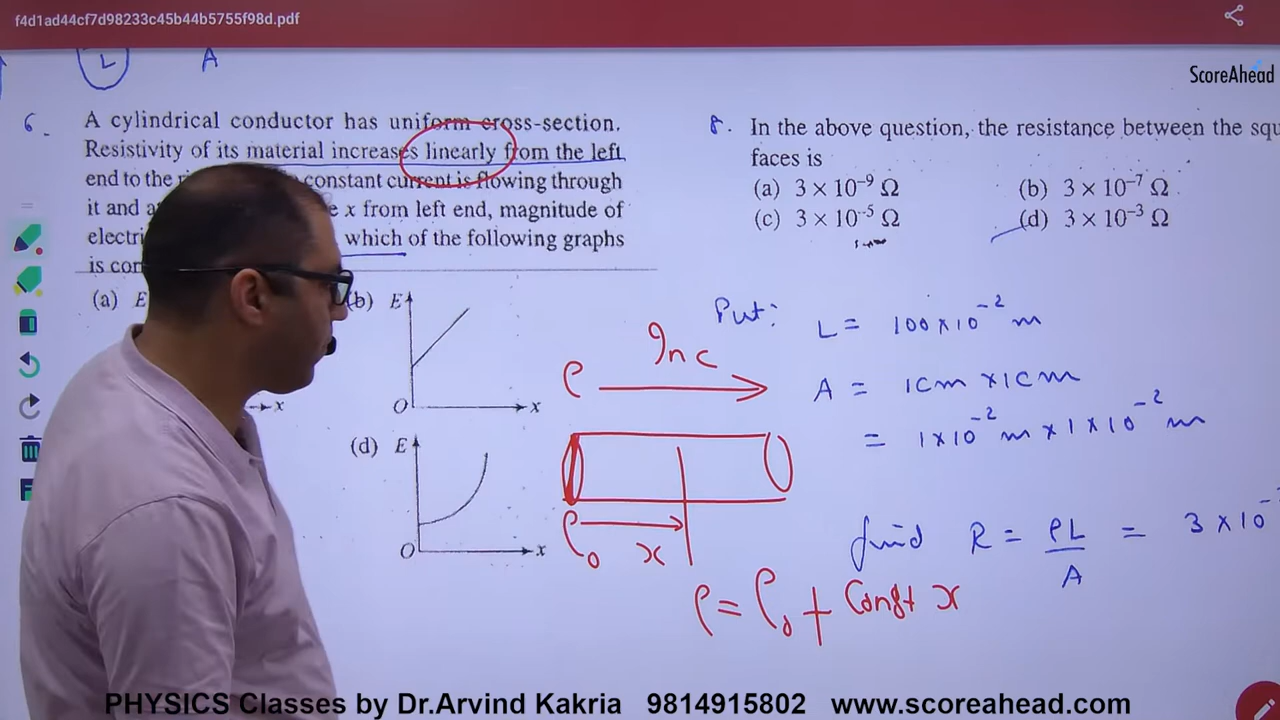 f4d1ad44cf7d98233c45b44b5755f98d.pdf
L A
ScoreAhead
6.
A cylindrical conductor has uniform cross-section.
Resistivity of its material increases linearly from the left
end to the constant current is flowing through
it and x from left end, magnitude of
which of the following graphs
is
(a) E
(b) E
O x
x
(d) E
O x
8. In the above question, the resistance between the squ
faces is
(a) 3 × 10⁻⁹ Ω (b) 3 × 10⁻⁷ Ω
(c) 3 × 10⁻⁵ Ω (d) 3 × 10⁻³ Ω
Put: L = 100 × 10⁻² m
A = 1cm × 1cm
= 1 × 10⁻² m × 1 × 10⁻² m
find R = ρL/A = 3 × 10⁻
ρ Inc
ρ₀ x
ρ = ρ₀ + Const x
PHYSICS Classes by Dr.Arvind Kakria 9814915802 www.scoreahead.com